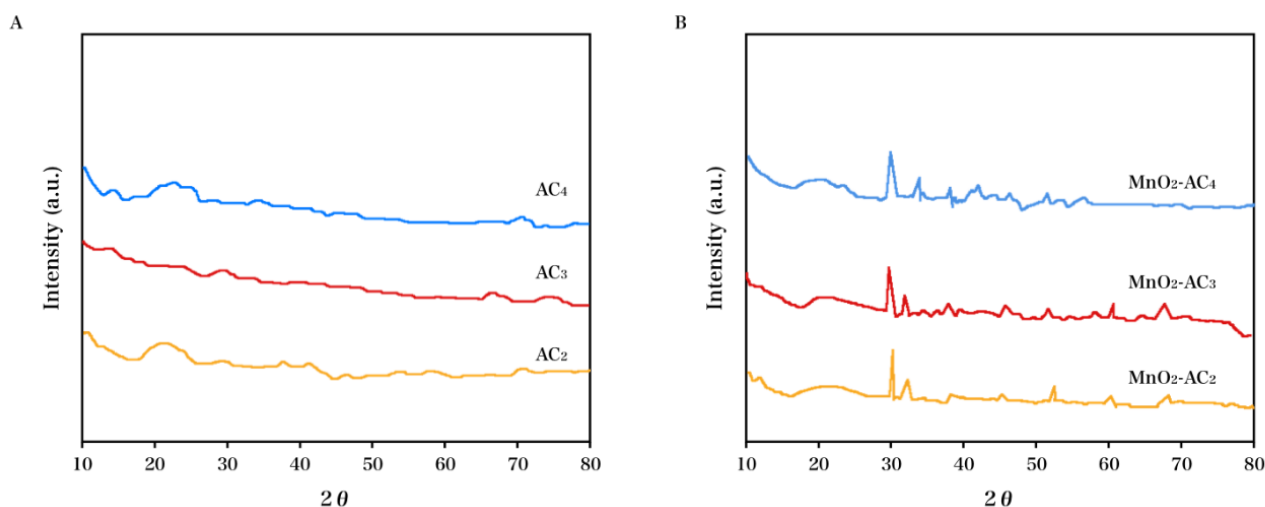 A
Intensity (a.u.)
AC4
AC3
AC2
10 20 30 40 50 60 70 80
2θ
B
Intensity (a.u.)
MnO2-AC4
MnO2-AC3
MnO2-AC2
10 20 30 40 50 60 70 80
2θ